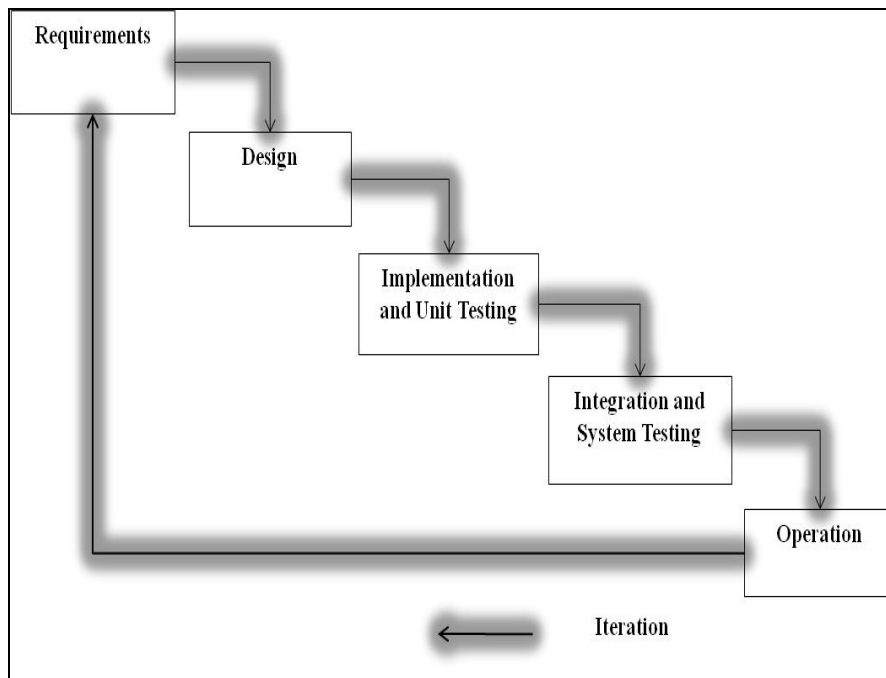 Requirements
Design
Implementation
and Unit Testing
Integration and
System Testing
Operation
Iteration